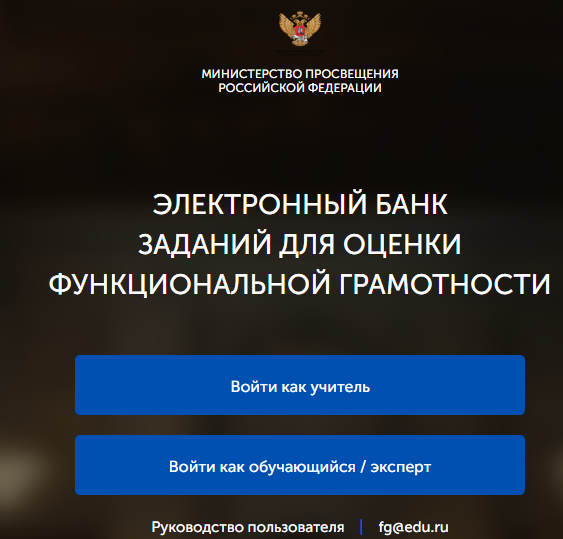 МИНИСТЕРСТВО ПРОСВЕЩЕНИЯ
РОССИЙСКОЙ ФЕДЕРАЦИИ
ЭЛЕКТРОННЫЙ БАНК
ЗАДАНИЙ ДЛЯ ОЦЕНКИ
ФУНКЦИОНАЛЬНОЙ ГРАМОТНОСТИ
Войти как учитель
Войти как обучающийся / эксперт
Руководство пользователя | fg@edu.ru